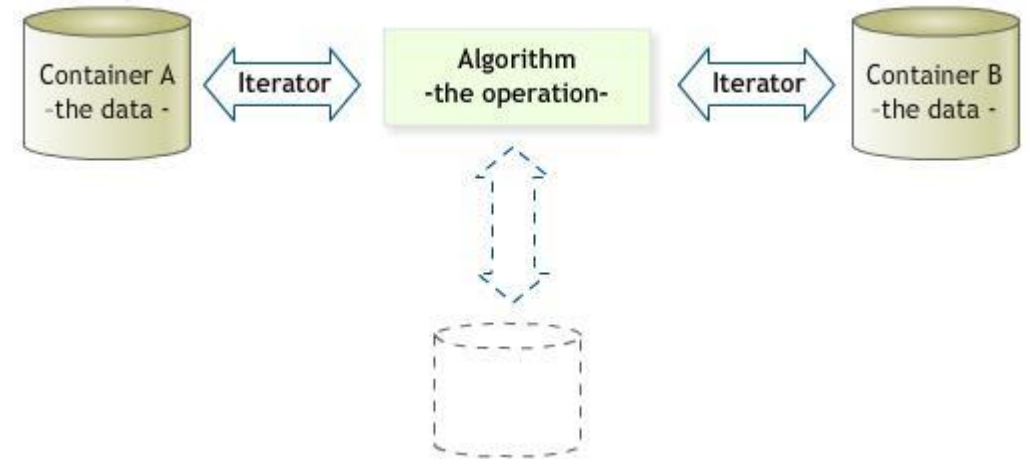 Container A
-the data -
Iterator
Algorithm
-the operation-
Iterator
Container B
-the data -